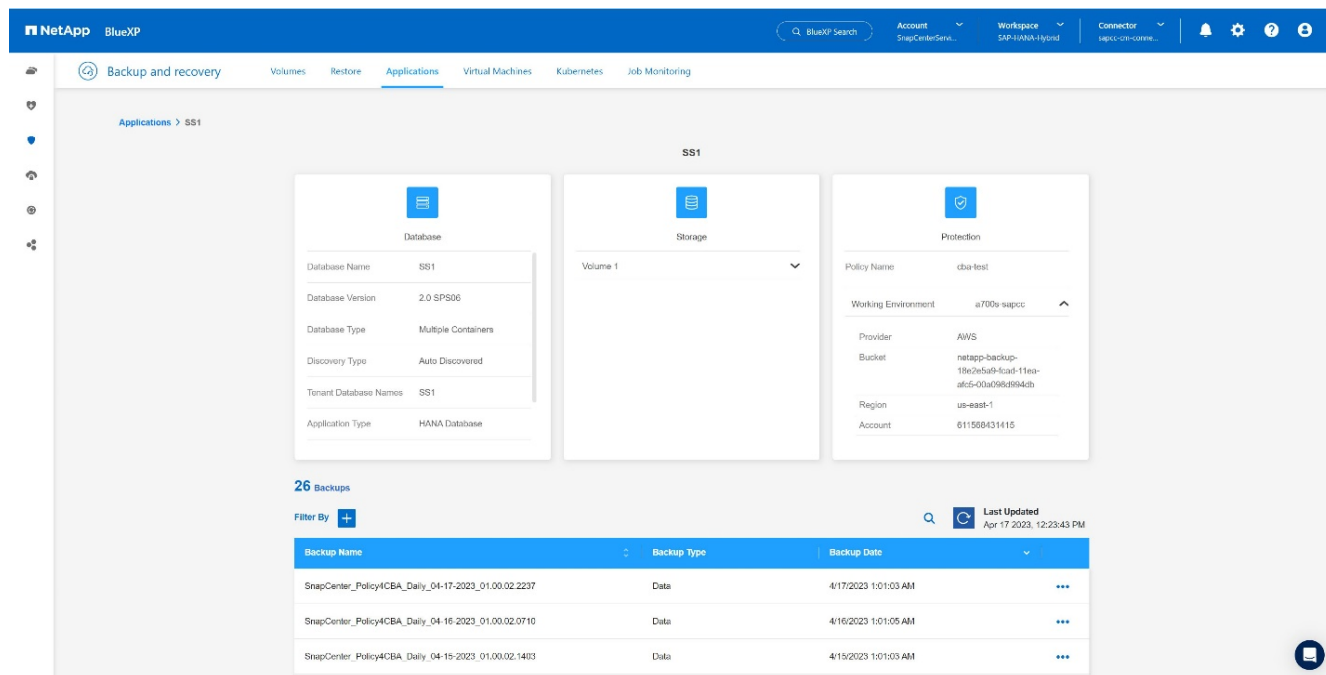 NetApp BlueXP
BlueXP Search
Account
SnapCenterServi...
Workspace
SAP-HANA-Hybrid
Connector
sapcc-cm-conne...
Backup and recovery
Volumes Restore Applications Virtual Machines Kubernetes Job Monitoring
Applications > SS1
SS1
Database
Database Name SS1
Database Version 2.0 SPS06
Database Type Multiple Containers
Discovery Type Auto Discovered
Tenant Database Names SS1
Application Type HANA Database
Storage
Volume 1
Protection
Policy Name cba-test
Working Environment a700s-sapcc
Provider AWS
Bucket netapp-backup-
18e2e5a9-fcad-11ea-
afc5-00a098d994db
Region us-east-1
Account 611568431415
26 Backups
Filter By
Last Updated
Apr 17 2023, 12:23:43 PM
Backup Name Backup Type Backup Date
SnapCenter_Policy4CBA_Daily_04-17-2023_01.00.02.2237 Data 4/17/2023 1:01:03 AM
SnapCenter_Policy4CBA_Daily_04-16-2023_01.00.02.0710 Data 4/16/2023 1:01:05 AM
SnapCenter_Policy4CBA_Daily_04-15-2023_01.00.02.1403 Data 4/15/2023 1:01:03 AM